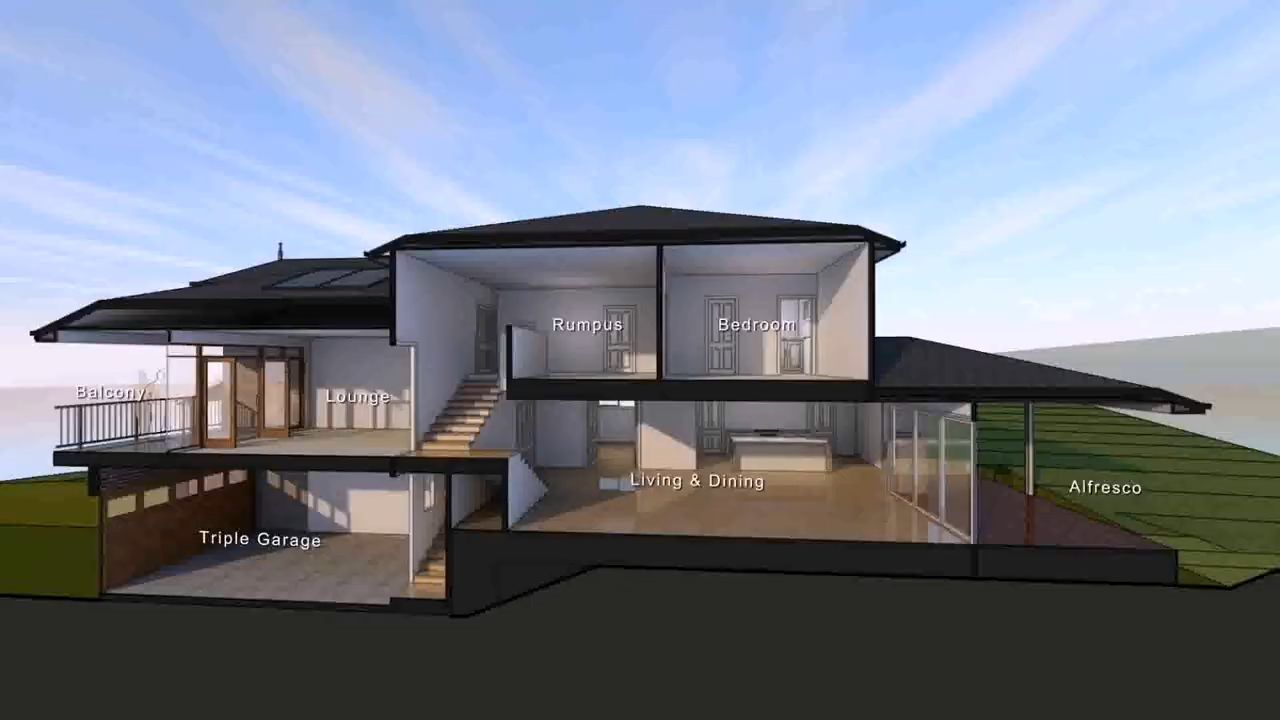 Rumpus
Bedroom
Balcony
Lounge
Living & Dining
Alfresco
Triple Garage